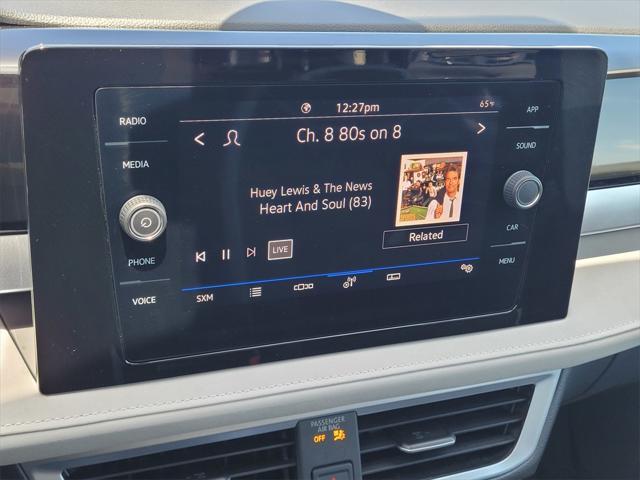 12:27pm
65°F
RADIO
APP
Ch. 8 80s on 8
MEDIA
SOUND
Huey Lewis & The News
Heart And Soul (83)
Related
CAR
PHONE
LIVE
MENU
VOICE
SXM
PASSENGER
AIR BAG
OFF